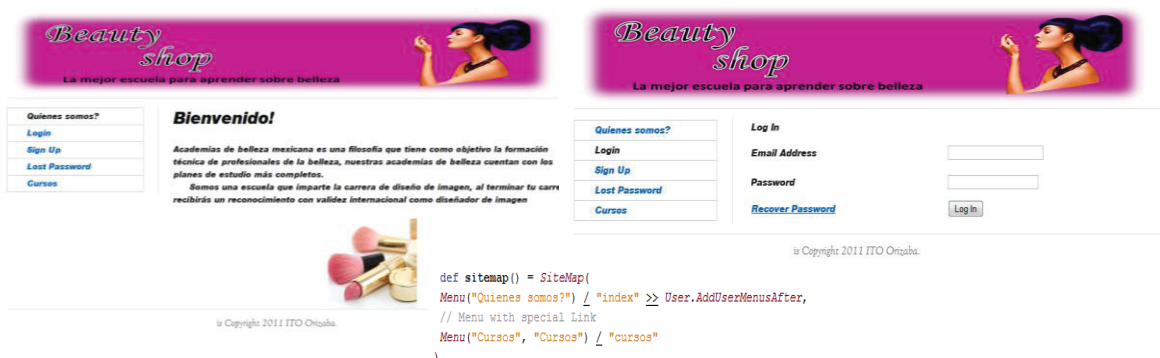 Beauty
shop
La mejor escuela para aprender sobre belleza
Quienes somos?
Login
Sign Up
Lost Password
Cursos
Bienvenido!
Academias de belleza mexicana es una filosofía que tiene como objetivo la formación
técnica de profesionales de la belleza, nuestras academias de belleza cuentan con los
planes de estudio más completos.
Somos una escuela que imparte la carrera de diseño de imagen, al terminar tu carre
recibirás un reconocimiento con validez internacional como diseñador de imagen
is Copyright 2011 ITO Orizaba.
Beauty
shop
La mejor escuela para aprender sobre belleza
Quienes somos?
Login
Sign Up
Lost Password
Cursos
Log In
Email Address
Password
Recover Password
Log In
is Copyright 2011 ITO Orizaba.
def sitemap() = SiteMap(
Menu("Quienes somos?") / "index" >> User.AddUserMenusAfter,
// Menu with special Link
Menu("Cursos", "Cursos") / "cursos"
)